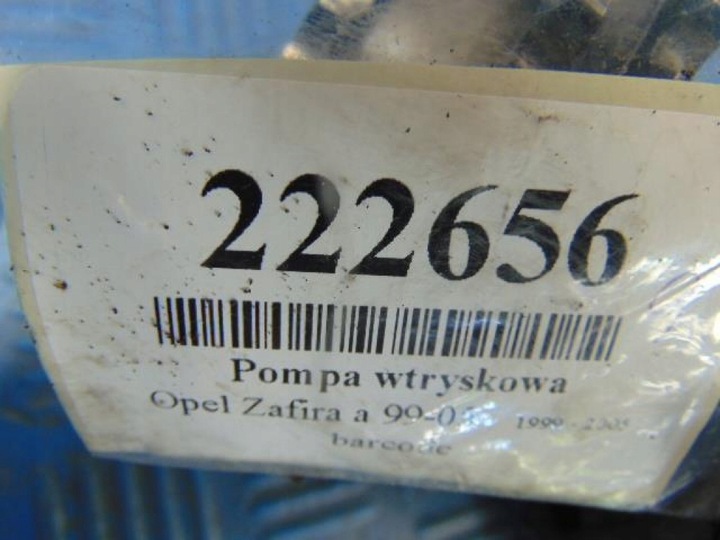 222656
Pompa wtryskowa
Opel Zafira a 99-05 1999 - 2005
barcode